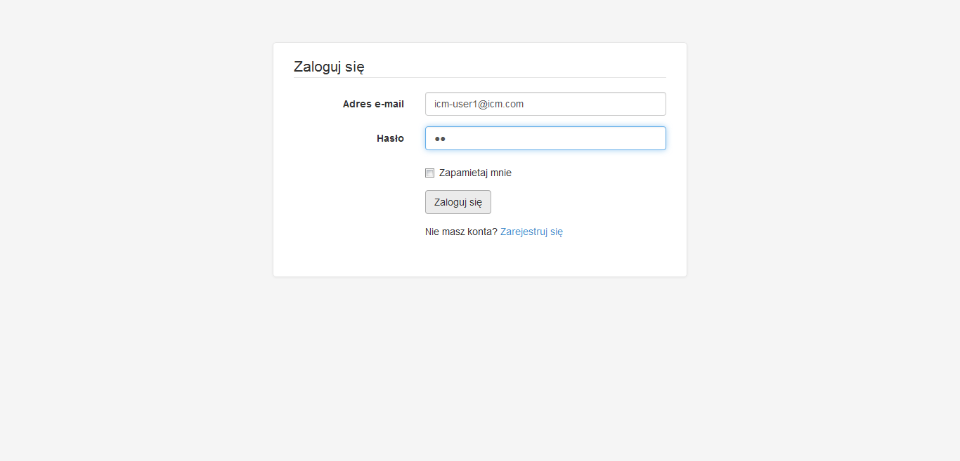 Zaloguj się
Adres e-mail icm-user1@icm.com
Hasło ●●
Zapamietaj mnie
Zaloguj się
Nie masz konta? Zarejestruj się